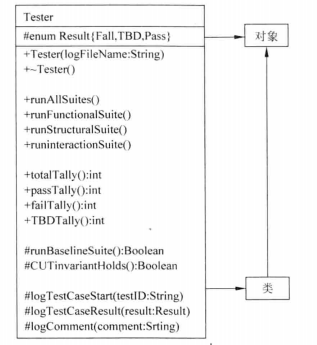 Tester
#enum Result{Fall,TBD,Pass}
+Tester(logFileName:String)
+~Tester()
+runAllSuites()
+runFunctionalSuite()
+runStructuralSuite()
+runinteractionSuite()
+totalTally():int
+passTally():int
+failTally():int
+TBDTally():int
#runBaselineSuite():Boolean
#CUTinvariantHolds():Boolean
#logTestCaseStart(testID:String)
#logTestCaseResult(result:Result)
#logComment(comment:Srting)
对象
类